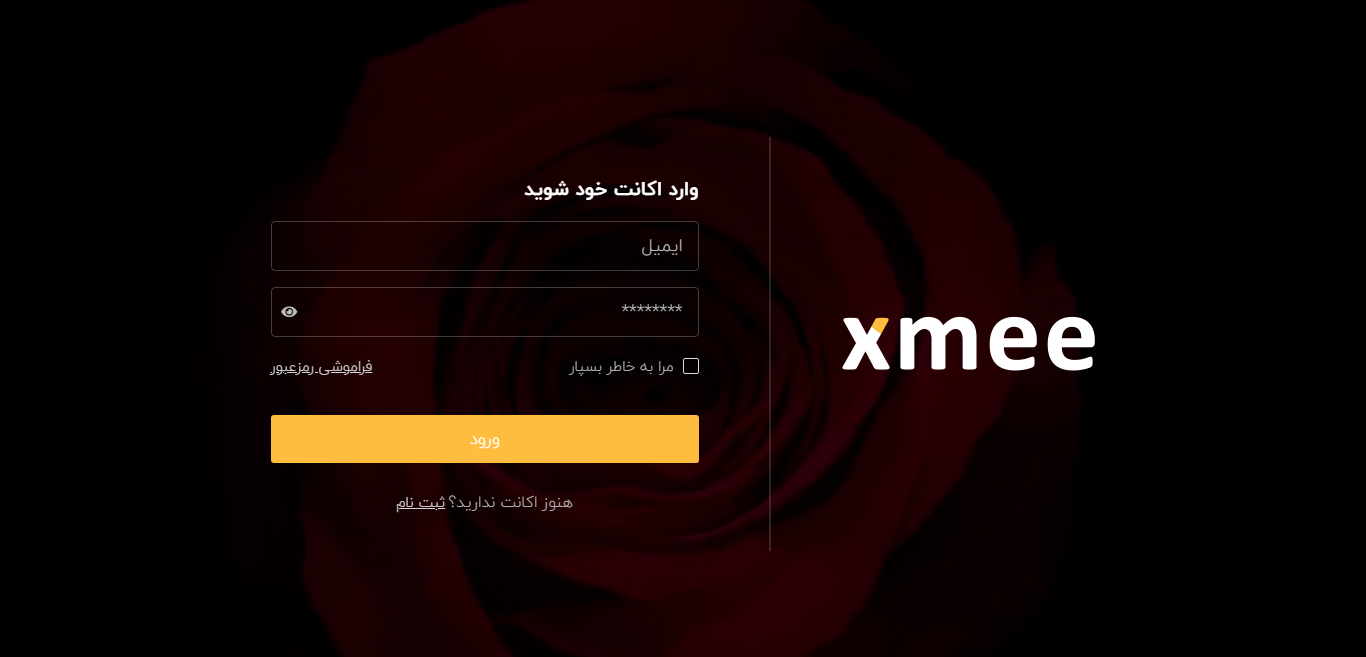 وارد اکانت خود شوید
ایمیل
********
مرا به خاطر بسپار
فراموشی رمزعبور
ورود
هنوز اکانت ندارید؟ ثبت نام
xmee